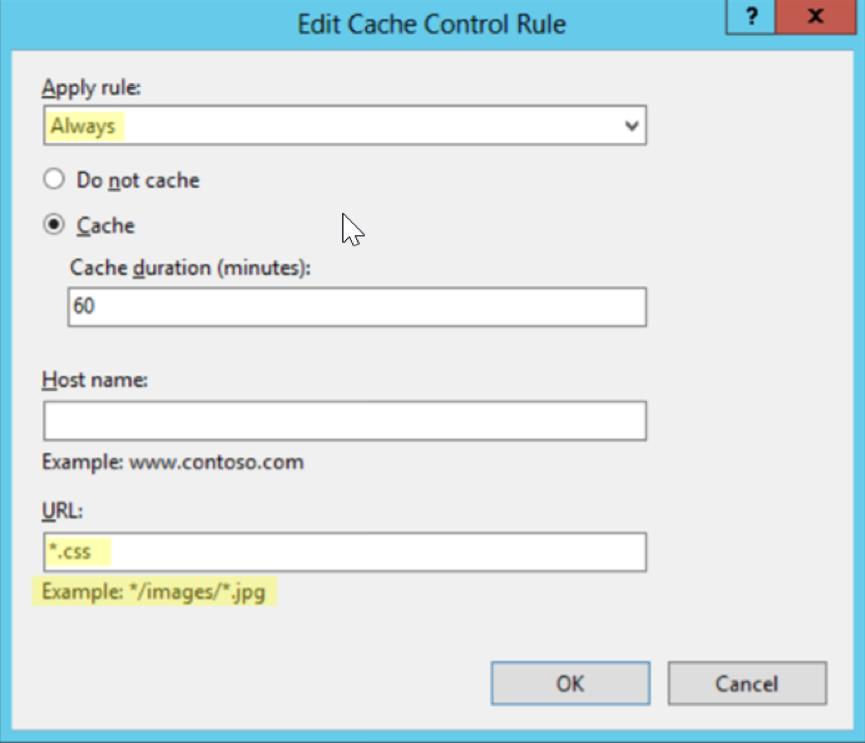 Edit Cache Control Rule
? x
Apply rule:
Always
Do not cache
Cache
Cache duration (minutes):
60
Host name:
Example: www.contoso.com
URL:
*.css
Example: */images/*.jpg
OK Cancel